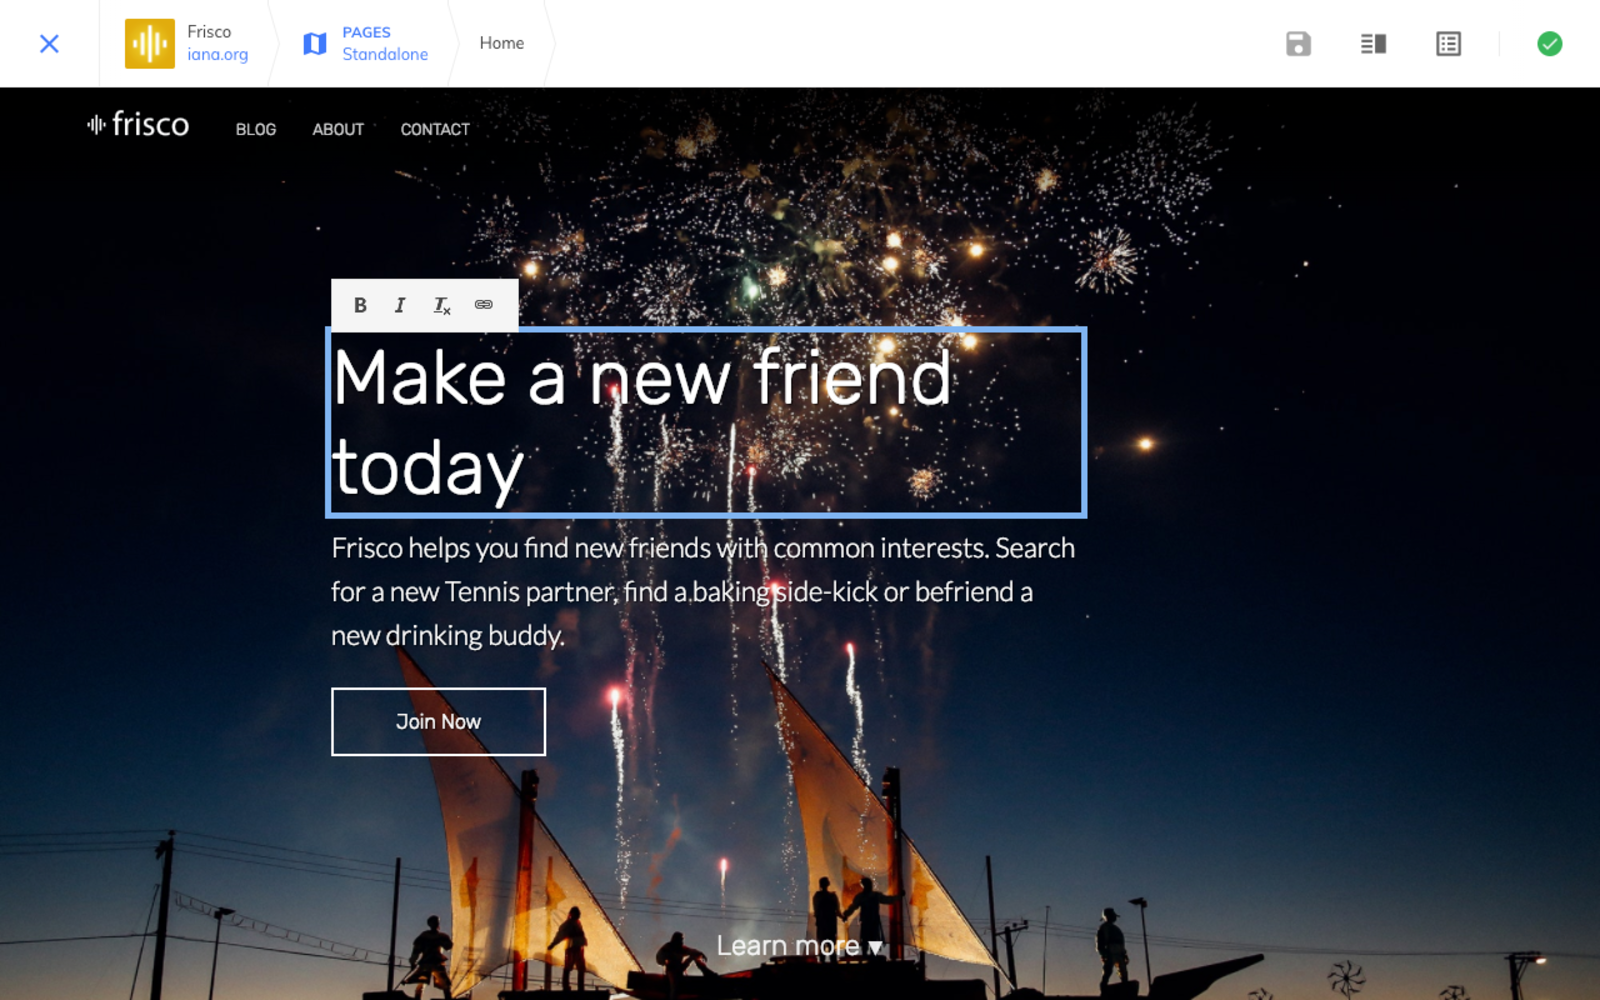 Frisco
iana.org
PAGES
Standalone
Home
frisco
BLOG
ABOUT
CONTACT
B I Tx
Make a new friend
today
Frisco helps you find new friends with common interests. Search
for a new Tennis partner, find a baking side-kick or befriend a
new drinking buddy.
Join Now
Learn more ▾